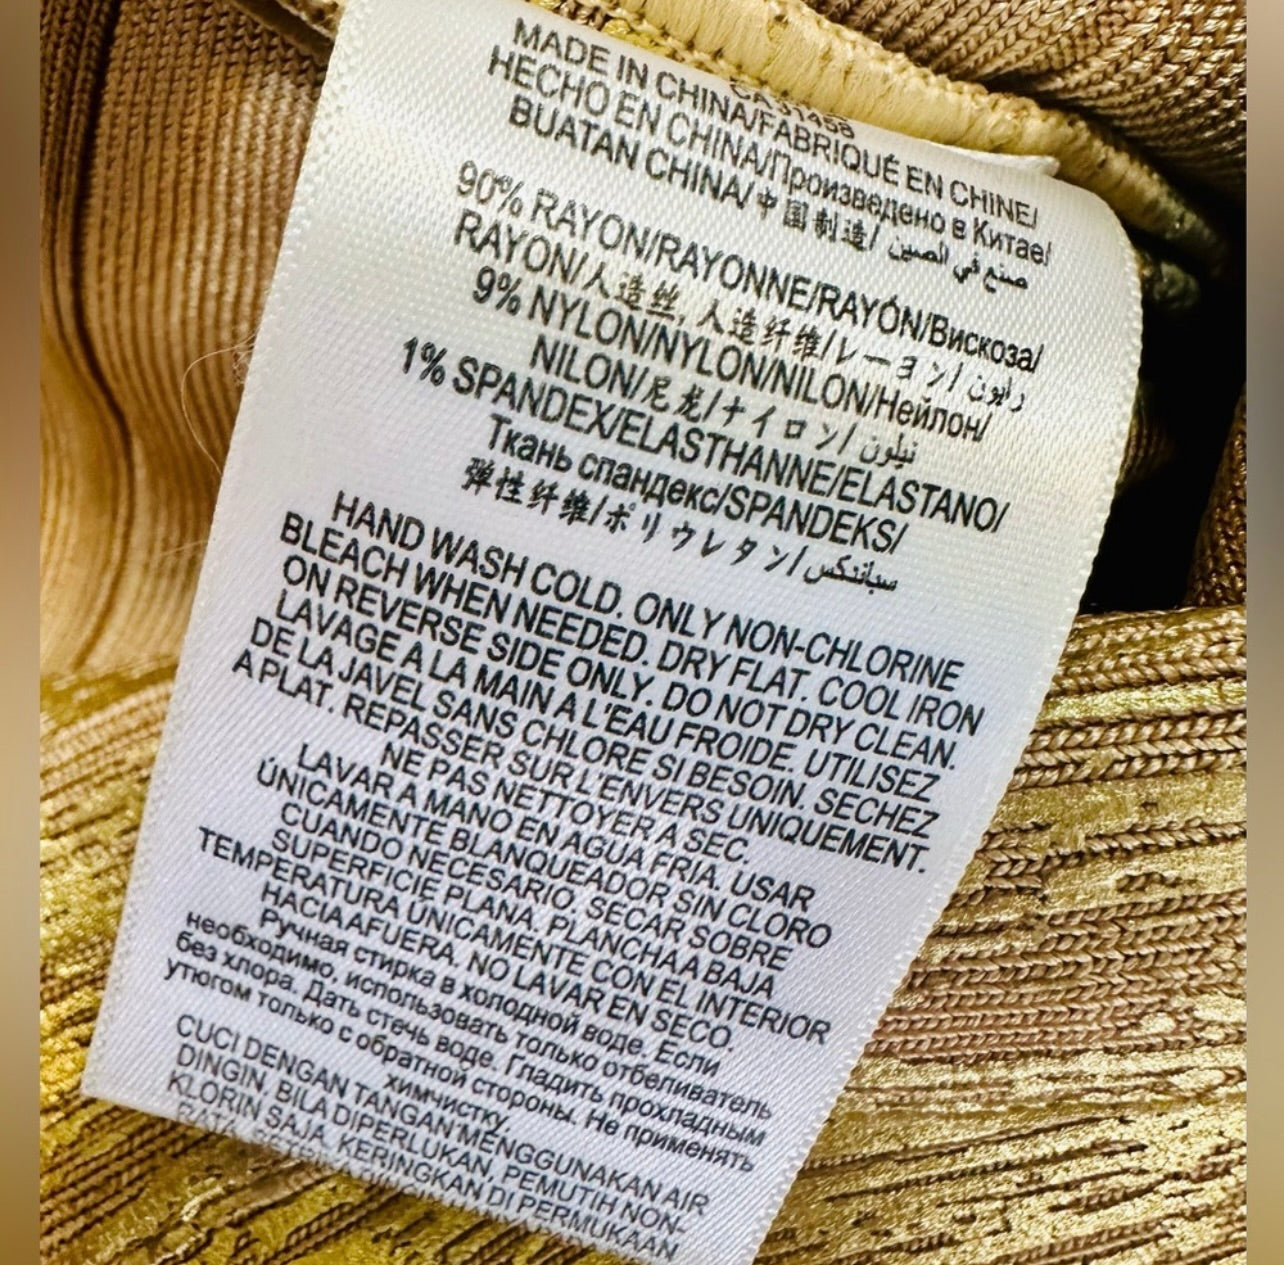 CA 31458
MADE IN CHINA/FABRIQUÉ EN CHINE/
HECHO EN CHINA/Произведено в Китае/
BUATAN CHINA/中国制造/ صنع في الصين
90% RAYON/RAYONNE/RAYÓN/Вискоза/
RAYON/人造丝, 人造纤维/レーヨン/ رايون
9% NYLON/NYLON/NILON/Нейлон/
NILON/尼龙/ナイロン/ نيلون
1% SPANDEX/ELASTHANNE/ELASTANO/
Ткань спандекс/SPANDEKS/
弹性纤维/ポリウレタン/ سباندكس
HAND WASH COLD. ONLY NON-CHLORINE
BLEACH WHEN NEEDED. DRY FLAT. COOL IRON
ON REVERSE SIDE ONLY. DO NOT DRY CLEAN.
LAVAGE A LA MAIN A L'EAU FROIDE. UTILISEZ
DE LA JAVEL SANS CHLORE SI BESOIN. SECHEZ
A PLAT. REPASSER SUR L'ENVERS UNIQUEMENT.
NE PAS NETTOYER A SEC.
LAVAR A MANO EN AGUA FRIA. USAR
ÚNICAMENTE BLANQUEADOR SIN CLORO
CUANDO NECESARIO. SECAR SOBRE
SUPERFICIE PLANA. PLANCHA A BAJA
TEMPERATURA ÚNICAMENTE CON EL INTERIOR
HACIA AFUERA. NO LAVAR EN SECO.
Ручная стирка в холодной воде. Если
необходимо, использовать только отбеливатель
без хлора. Дать стечь воде. Гладить прохладным
утюгом только с обратной стороны. Не применять
химчистку.
CUCI DENGAN TANGAN MENGGUNAKAN AIR
DINGIN. BILA DIPERLUKAN, PEMUTIH NON-
KLORIN SAJA. KERINGKAN DI PERMUKAAN